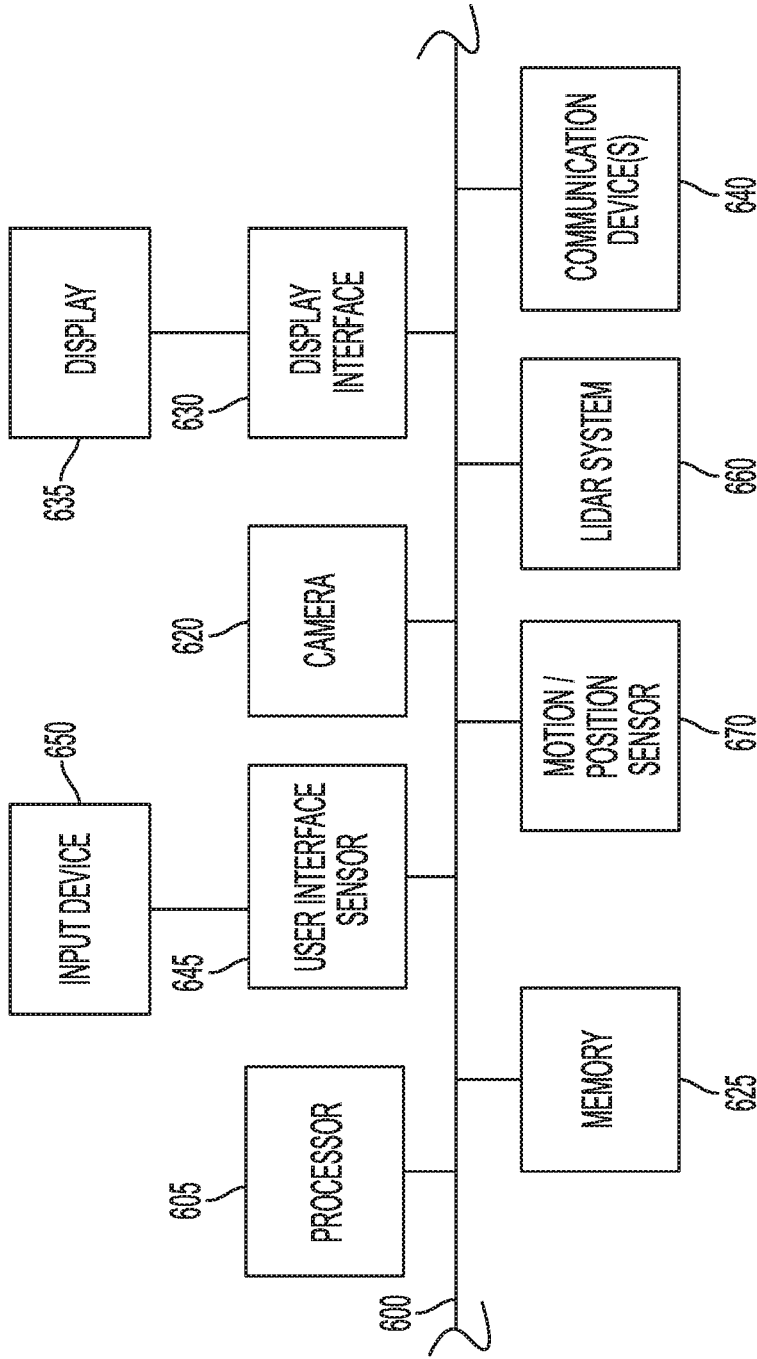 650
635
INPUT DEVICE
DISPLAY
605
645
620
630
PROCESSOR
USER INTERFACE
SENSOR
CAMERA
DISPLAY
INTERFACE
600
MEMORY
MOTION /
POSITION
SENSOR
LIDAR SYSTEM
COMMUNICATION
DEVICE(S)
625
670
660
640